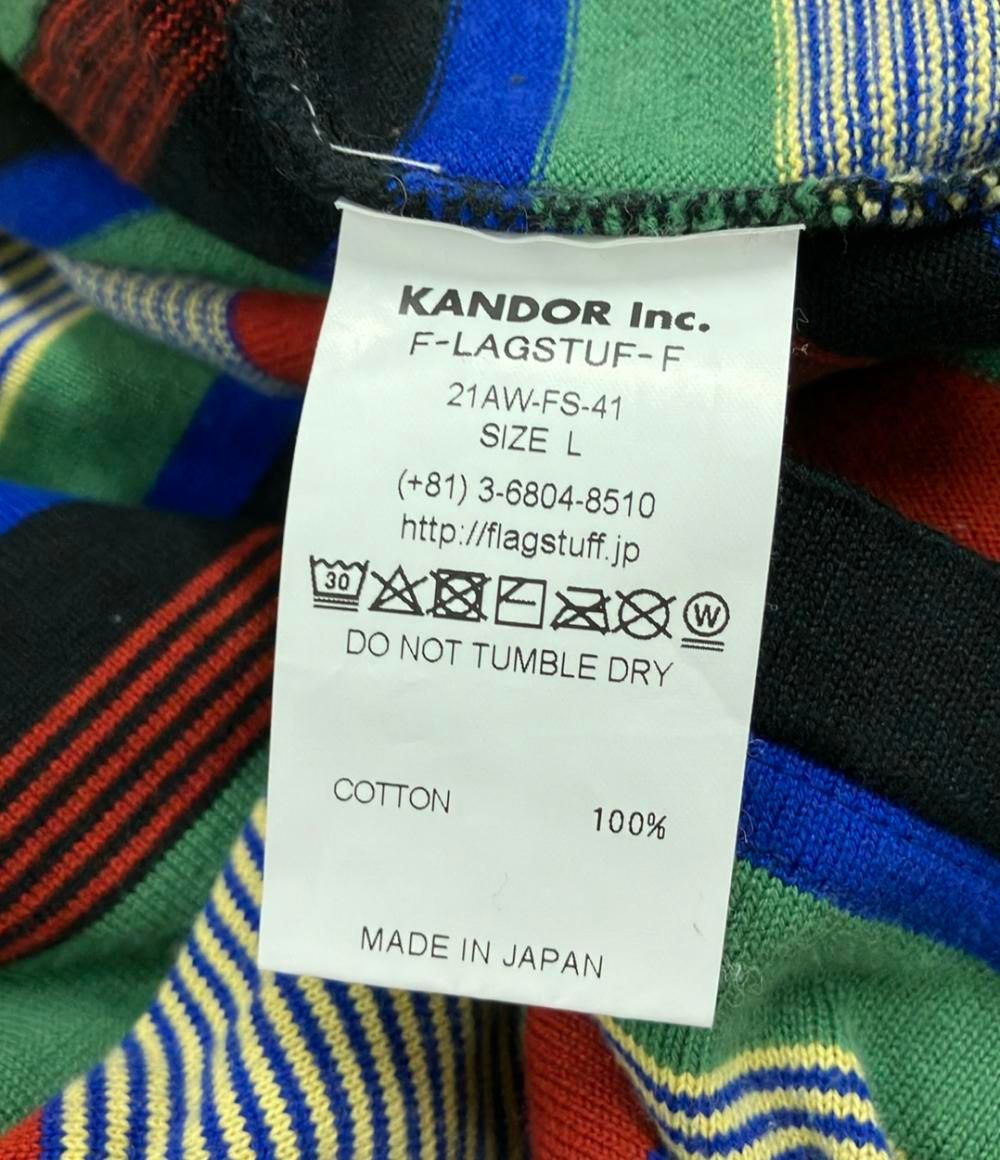 KANDOR Inc.
F-LAGSTUF-F
21AW-FS-41
SIZE L
(+81) 3-6804-8510
http://flagstuff.jp
30 W
DO NOT TUMBLE DRY
COTTON 100%
MADE IN JAPAN